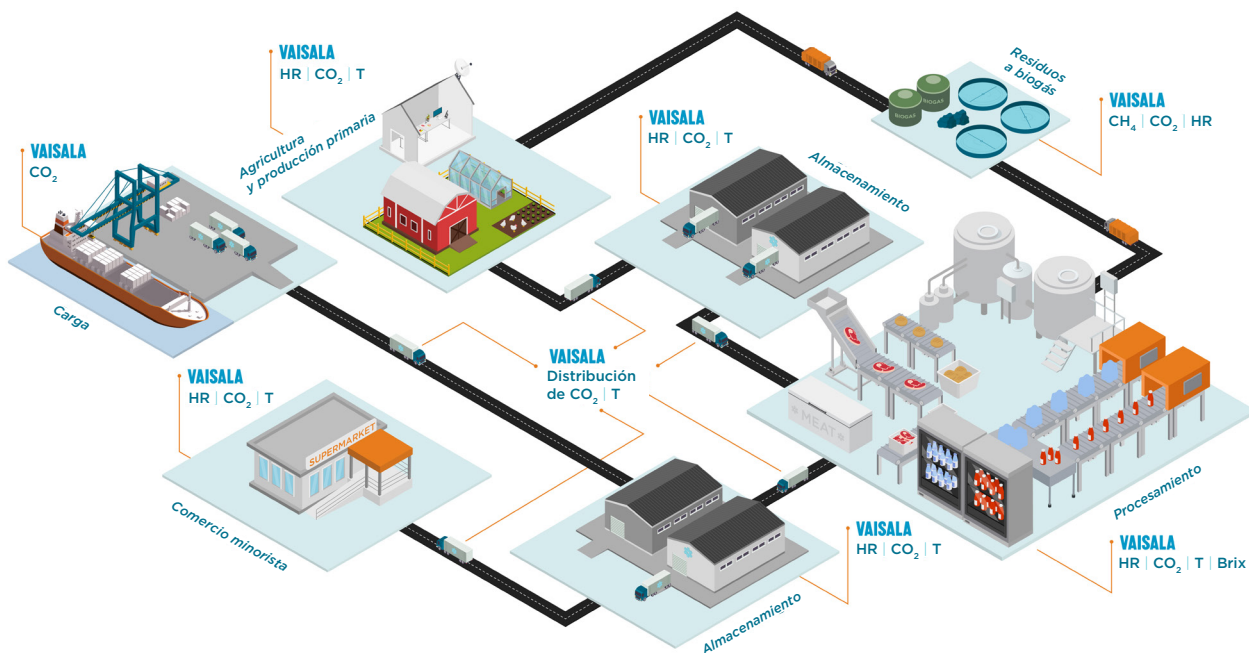 VAISALA
HR | CO₂ | T
Agricultura
y producción primaria
VAISALA
CO₂
Carga
VAISALA
HR | CO₂ | T
Almacenamiento
Residuos
a biogás
BIOGAS
BIOGAS
VAISALA
CH₄ | CO₂ | HR
VAISALA
Distribución
de CO₂ | T
VAISALA
HR | CO₂ | T
SUPERMARKET
Comercio minorista
MEAT
Procesamiento
VAISALA
HR | CO₂ | T
Almacenamiento
VAISALA
HR | CO₂ | T | Brix